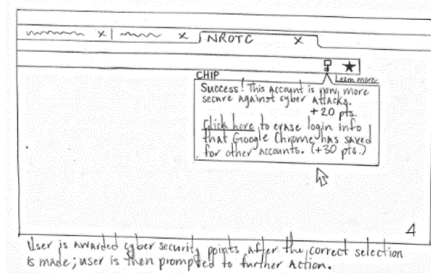 x x NROTC x
Learn more
CHIP
Success! This account is now more
secure against cyber attacks.
+20 pts.
Click here to erase login info
that Google Chrome has saved
for other accounts. (+30 pts.)
4
User is awarded cyber security points after the correct selection
is made; user is then prompted to further action.